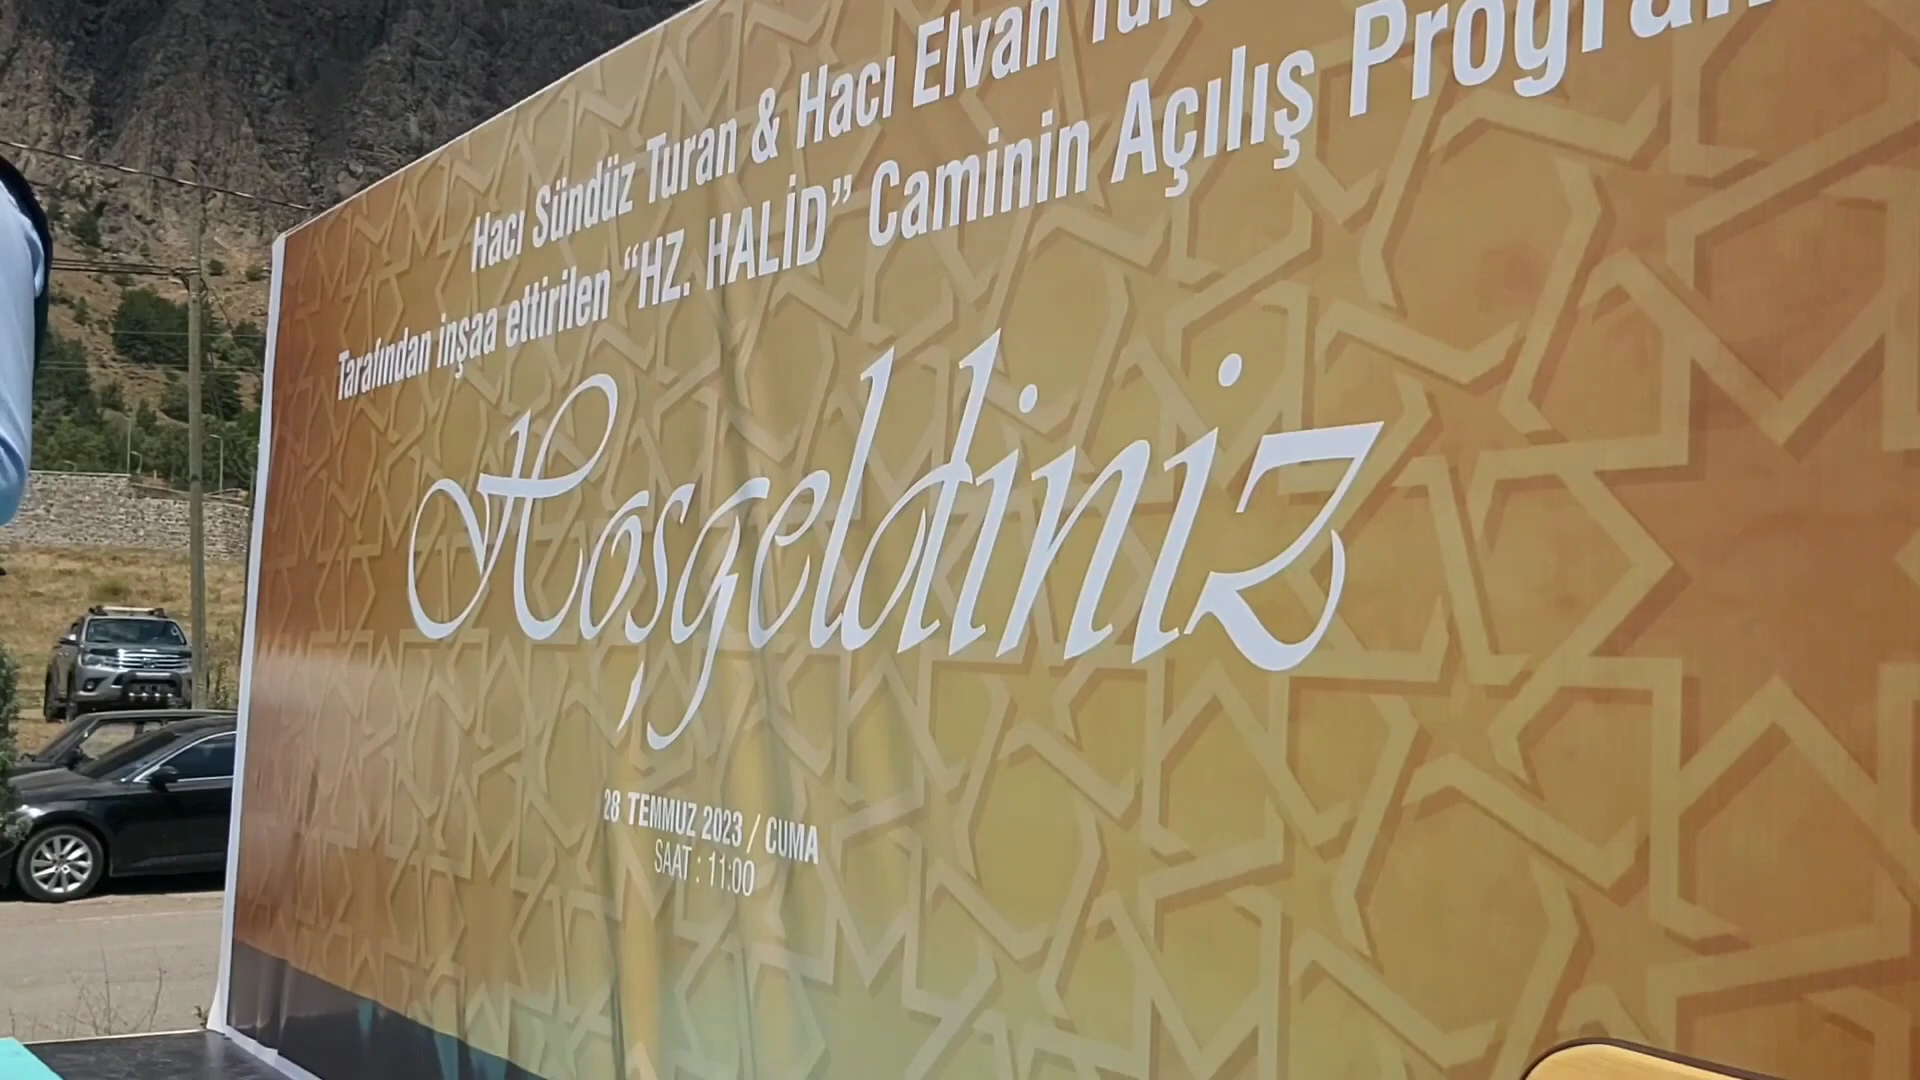 Hacı Sündüz Turan & Hacı Elvan
Tarafından inşaa ettirilen “HZ. HALİD” Caminin Açılış
Hoşgeldiniz
28 TEMMUZ 2023 / CUMA
SAAT : 11:00